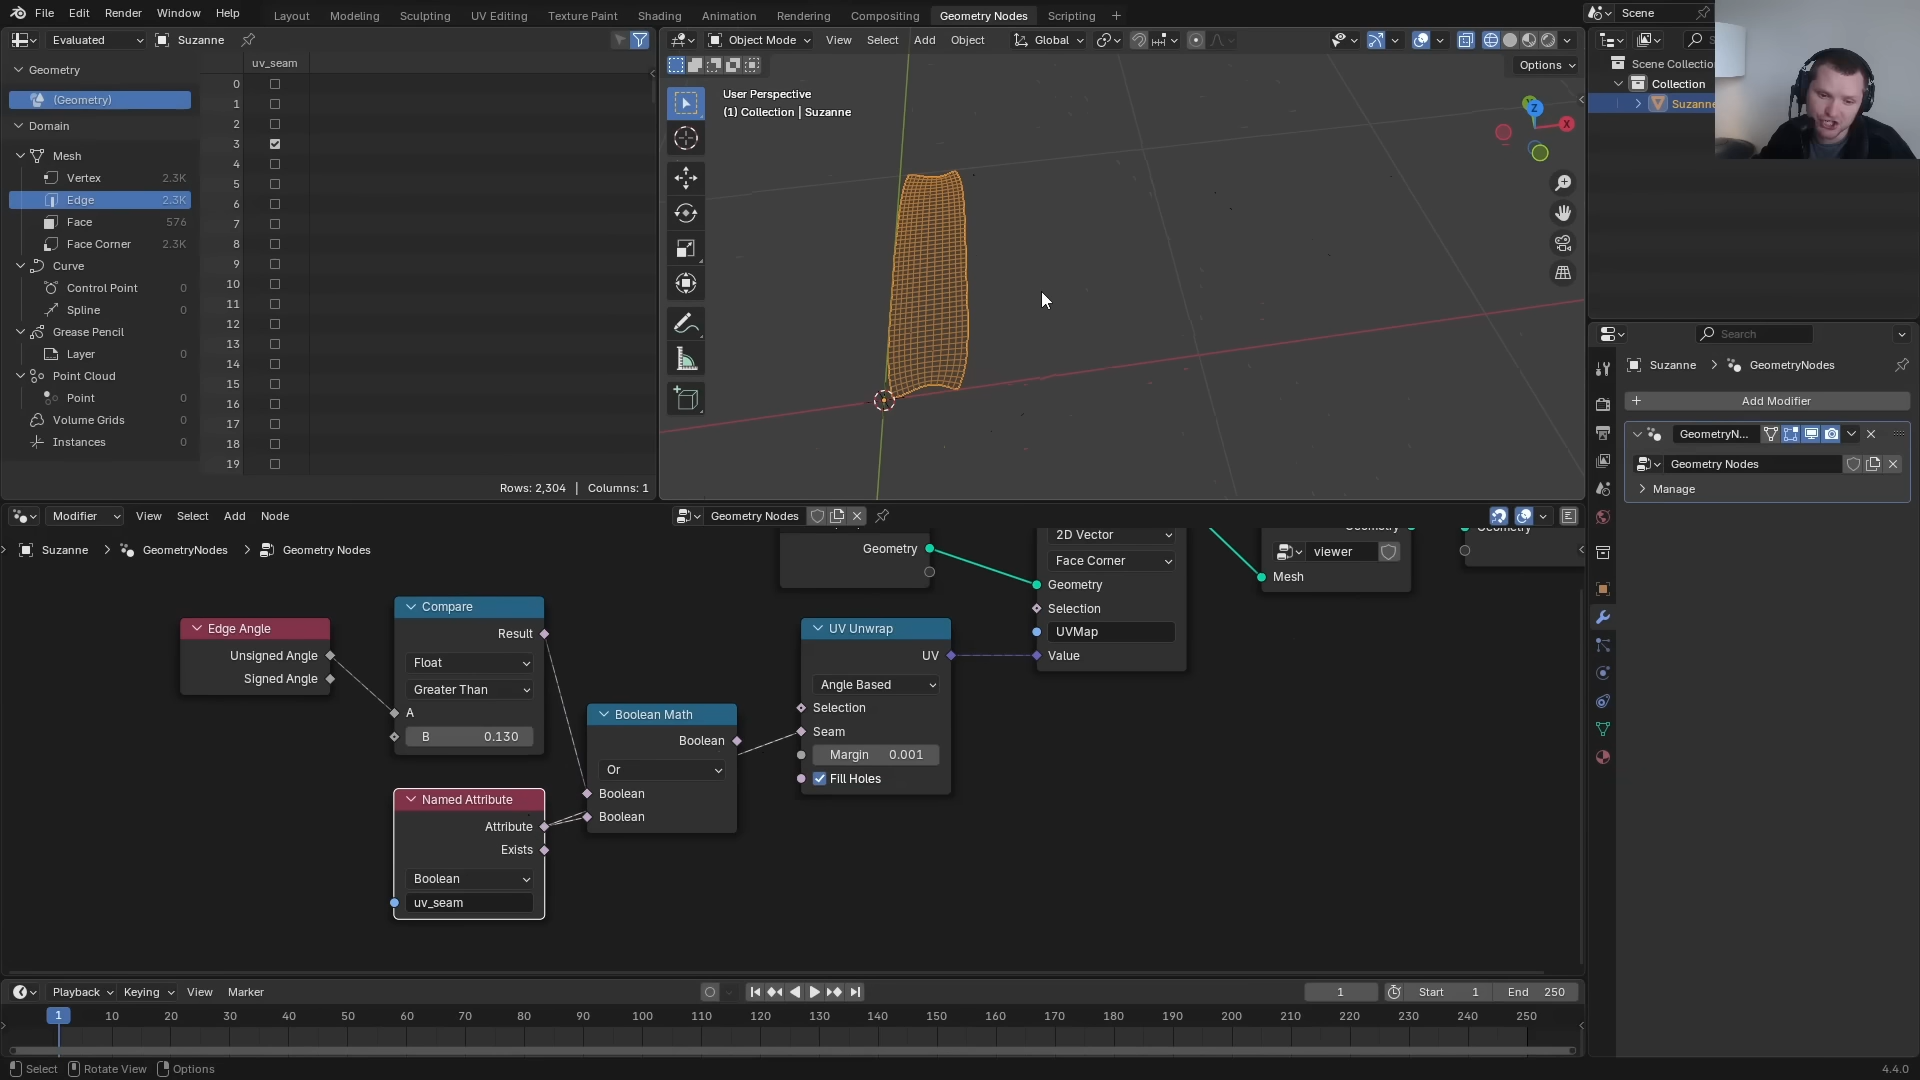 File Edit Render Window Help
Layout Modeling Sculpting UV Editing Texture Paint Shading Animation Rendering Compositing Geometry Nodes Scripting +
Scene
Evaluated Suzanne
Object Mode View Select Add Object Global
Options
Geometry
(Geometry)
Domain
Mesh
Vertex 2.3K
Edge 2.3K
Face 576
Face Corner 2.3K
Curve
Control Point 0
Spline 0
Grease Pencil
Layer 0
Point Cloud
Point 0
Volume Grids 0
Instances 0
uv_seam
0
1
2
3
4
5
6
7
8
9
10
11
12
13
14
15
16
17
18
19
Rows: 2,304 | Columns: 1
User Perspective
(1) Collection | Suzanne
Z
X
Scene Collectio
Collection
Suzanne
Search
Suzanne > GeometryNodes
+ Add Modifier
GeometryN...
Geometry Nodes
Manage
Modifier View Select Add Node
Geometry Nodes
Suzanne > GeometryNodes > Geometry Nodes
Edge Angle
Unsigned Angle
Signed Angle
Compare
Result
Float
Greater Than
A
B 0.130
Named Attribute
Attribute
Exists
Boolean
uv_seam
Boolean Math
Boolean
Or
Boolean
Boolean
Geometry
UV Unwrap
UV
Angle Based
Selection
Seam
Margin 0.001
Fill Holes
2D Vector
Face Corner
Geometry
Selection
UVMap
Value
Geometry
viewer
Mesh
Geometry
Playback Keying View Marker
1
Start 1 End 250
1 10 20 30 40 50 60 70 80 90 100 110 120 130 140 150 160 170 180 190 200 210 220 230 240 250
Select Rotate View Options
4.4.0